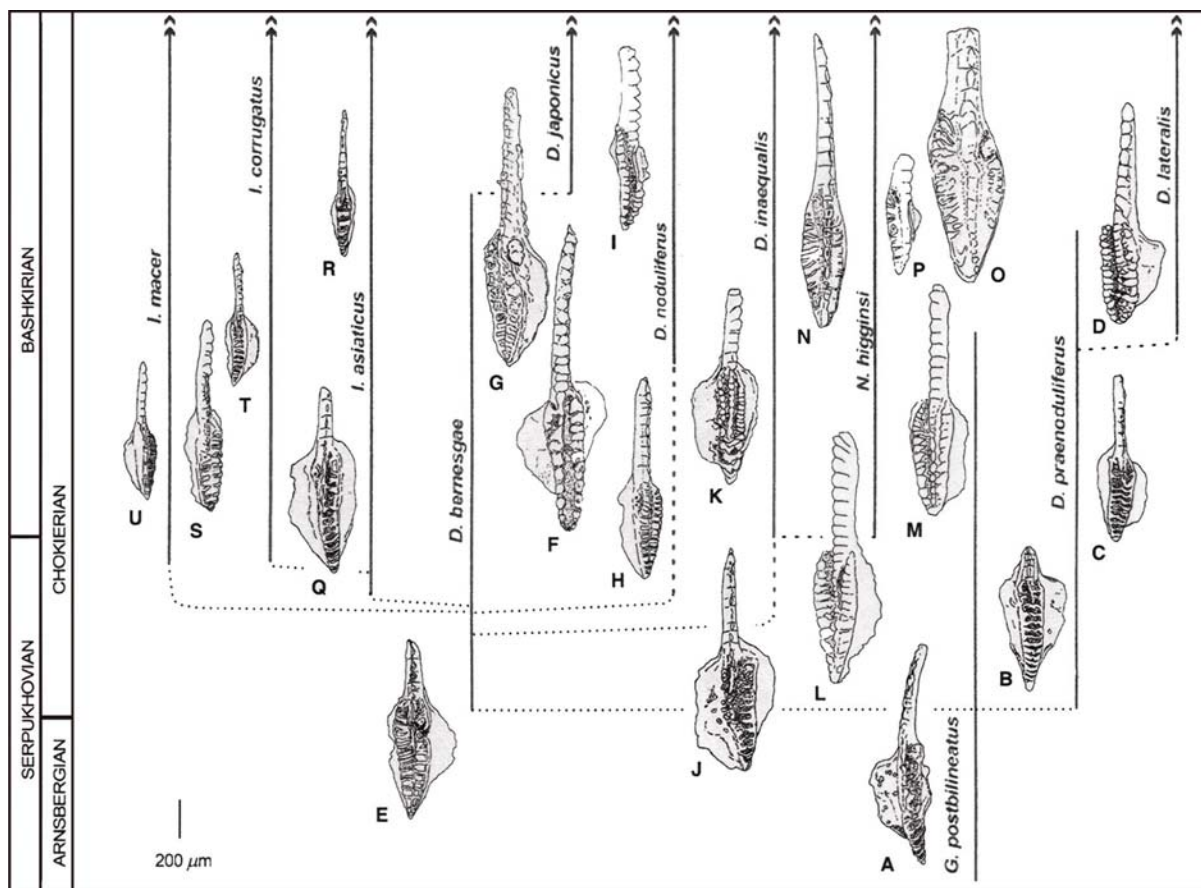 BASHKIRIAN
SERPUKHOVIAN
CHOKIERIAN
ARNSBERGIAN
I. macer
I. corrugatus
I. asiaticus
D. bernesgae
D. japonicus
D. noduliferus
D. inaequalis
N. higginsi
G. postbilineatus
D. praenoduliferus
D. lateralis
R
I
P
O
D
N
T
G
U
S
K
M
F
C
Q
H
L
B
J
E
A
200 µm